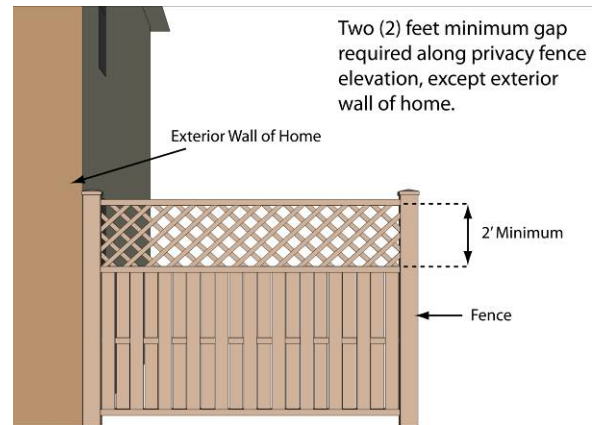 Two (2) feet minimum gap
required along privacy fence
elevation, except exterior
wall of home.
Exterior Wall of Home
2' Minimum
Fence